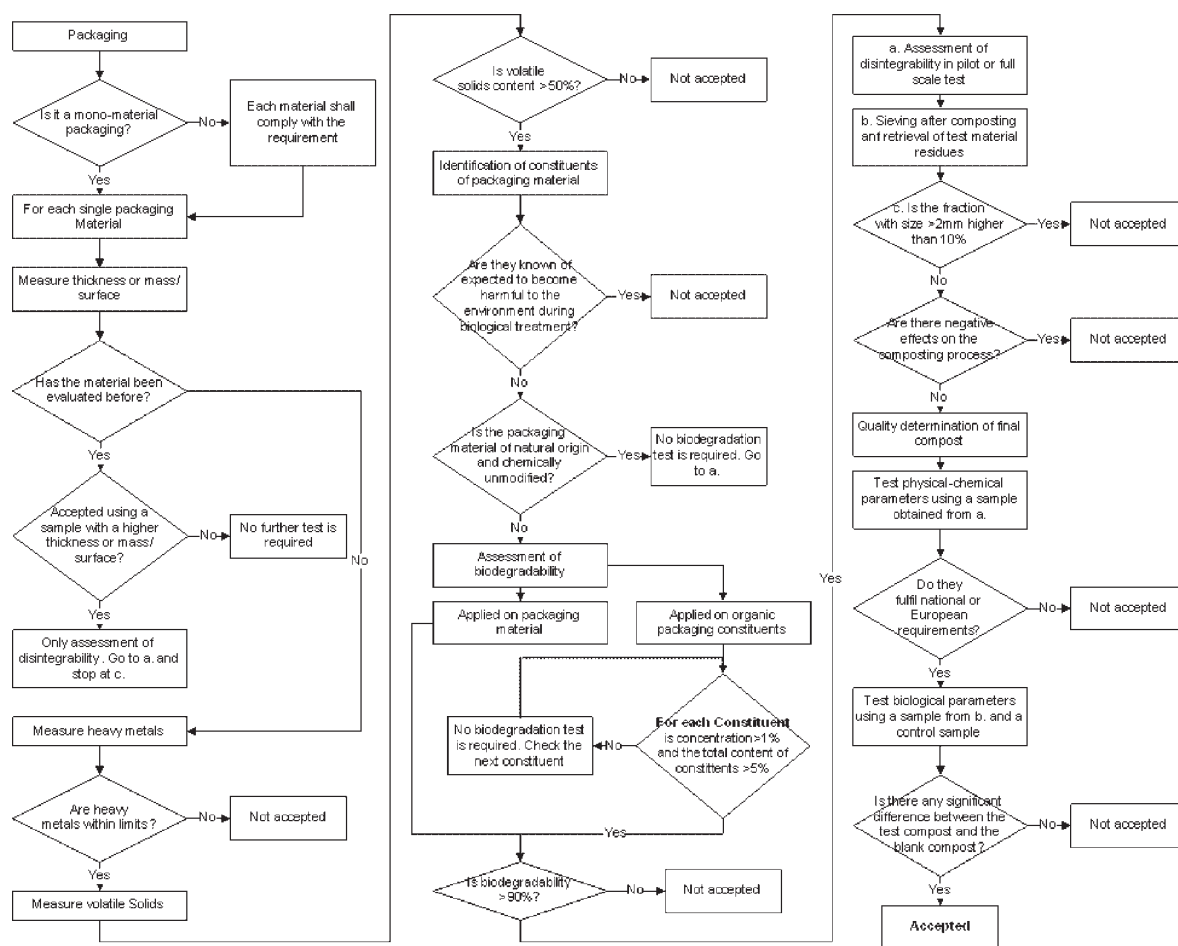 Packaging
Is it a mono-material
packaging?
No
Each material shall
comply with the
requirement
Yes
For each single packaging
Material
Measure thickness or mass/
surface
Has the material been
evaluated before?
Yes
No
Accepted using a
sample with a higher
thickness or mass/
surface?
No
No further test is
required
Yes
Only assessment of
disintegrability. Go to a. and
stop at c.
Measure heavy metals
Are heavy
metals within limits?
No
Not accepted
Yes
Measure volatile Solids
Is volatile
solids content >50%?
No
Not accepted
Yes
Identification of constituents
of packaging material
Are they known of
expected to become
harmful to the
environment during
biological treatment?
Yes
Not accepted
No
Is the packaging
material of natural origin
and chemically
unmodified?
Yes
No biodegradation
test is required. Go
to a.
No
Assessment of
biodegradability
Applied on packaging
material
Applied on organic
packaging constituents
For each Constituent
is concentration>1%
and the total content of
constittents >5%
No
No biodegradation test
is required. Check the
next constituent
Yes
Is biodegradability
>90%?
No
Not accepted
Yes
a. Assessment of
disintegrability in pilot or full
scale test
b. Sieving after composting
and retrieval of test material
residues
c. Is the fraction
with size >2mm higher
than 10%
Yes
Not accepted
No
Are there negative
effects on the
composting process?
Yes
Not accepted
No
Quality determination of final
compost
Test physical-chemical
parameters using a sample
obtained from a.
Do they
fulfil national or
European
requirements?
No
Not accepted
Yes
Test biological parameters
using a sample from b. and a
control sample
Is there any significant
difference between the
test compost and the
blank compost?
No
Not accepted
Yes
Accepted